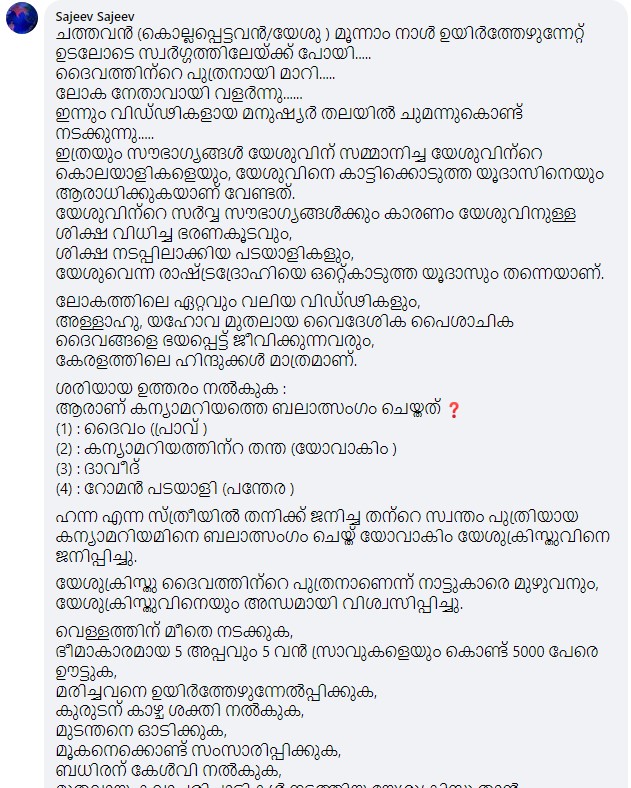 Sajeev Sajeev
ചത്തവൻ (കൊല്ലപ്പെട്ടവൻ/യേശു ) മൂന്നാം നാൾ ഉയിർത്തേഴുന്നേറ്റ്
ഉടലോടെ സ്വർഗ്ഗത്തിലേയ്ക്ക് പോയി.....
ദൈവത്തിന്റെ പുത്രനായി മാറി.....
ലോക നേതാവായി വളർന്നു......
ഇന്നും വിഡ്ഢികളായ മനുഷ്യർ തലയിൽ ചുമന്നുകൊണ്ട്
നടക്കുന്നു.....
ഇത്രയും സൗഭാഗ്യങ്ങൾ യേശുവിന് സമ്മാനിച്ച യേശുവിന്റെ
കൊലയാളികളെയും, യേശുവിനെ കാട്ടിക്കൊടുത്ത യൂദാസിനെയും
ആരാധിക്കുകയാണ് വേണ്ടത്.
യേശുവിന്റെ സർവ്വ സൗഭാഗ്യങ്ങൾക്കും കാരണം യേശുവിനുള്ള
ശിക്ഷ വിധിച്ച ഭരണകൂടവും,
ശിക്ഷ നടപ്പിലാക്കിയ പടയാളികളും,
യേശുവെന്ന രാഷ്ട്രദ്രോഹിയെ ഒറ്റെകാടുത്ത യൂദാസും തന്നെയാണ്.
ലോകത്തിലെ ഏറ്റവും വലിയ വിഡ്ഢികളും,
അള്ളാഹു, യഹോവ മുതലായ വൈദേശിക പൈശാചിക
ദൈവങ്ങളെ ഭയപ്പെട്ട് ജീവിക്കുന്നവരും,
കേരളത്തിലെ ഹിന്ദുക്കൾ മാത്രമാണ്.
ശരിയായ ഉത്തരം നൽകുക :
ആരാണ് കന്യാമറിയത്തെ ബലാത്സംഗം ചെയ്തത് ❓
(1) : ദൈവം (പ്രാവ് )
(2) : കന്യാമറിയത്തിന്റ തന്ത (യോവാകിം )
(3) : ദാവീദ്
(4) : റോമൻ പടയാളി (പന്തേര )
ഹന്ന എന്ന സ്ത്രീയിൽ തനിക്ക് ജനിച്ച തന്റെ സ്വന്തം പുത്രിയായ
കന്യാമറിയമിനെ ബലാത്സംഗം ചെയ്ത് യോവാകിം യേശുക്രിസ്തുവിനെ
ജനിപ്പിച്ചു.
യേശുക്രിസ്തു ദൈവത്തിന്റെ പുത്രനാണെന്ന് നാട്ടുകാരെ മുഴുവനും,
യേശുക്രിസ്തുവിനെയും അന്ധമായി വിശ്വസിപ്പിച്ചു.
വെള്ളത്തിന് മീതെ നടക്കുക,
ഭീമാകാരമായ 5 അപ്പവും 5 വൻ സ്രാവുകളെയും കൊണ്ട് 5000 പേരെ
ഊട്ടുക,
മരിച്ചവനെ ഉയിർത്തേഴുന്നേൽപ്പിക്കുക,
കുരുടന് കാഴ്ച ശക്തി നൽകുക,
മുടന്തനെ ഓടിക്കുക,
മൂകനെക്കൊണ്ട് സംസാരിപ്പിക്കുക,
ബധിരന് കേൾവി നൽകുക,